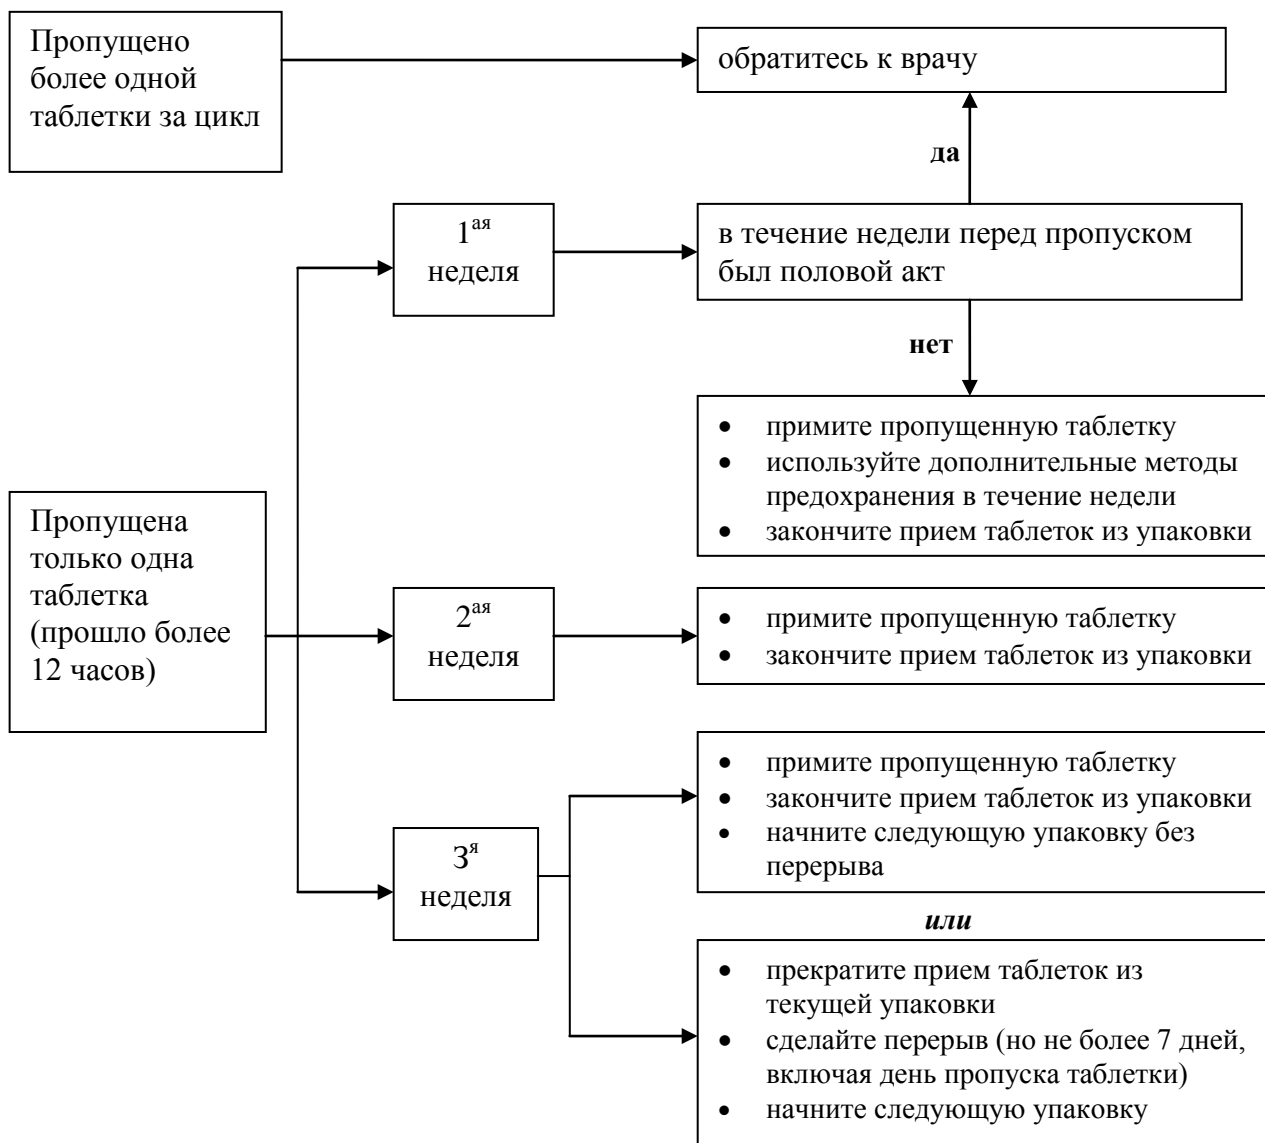 Пропущено
более одной
таблетки за цикл
обратитесь к врачу
да
1ая
неделя
в течение недели перед пропуском
был половой акт
нет
• примите пропущенную таблетку
• используйте дополнительные методы
предохранения в течение недели
• закончите прием таблеток из упаковки
Пропущена
только одна
таблетка
(прошло более
12 часов)
2ая
неделя
• примите пропущенную таблетку
• закончите прием таблеток из упаковки
3я
неделя
• примите пропущенную таблетку
• закончите прием таблеток из упаковки
• начните следующую упаковку без
перерыва
или
• прекратите прием таблеток из
текущей упаковки
• сделайте перерыв (но не более 7 дней,
включая день пропуска таблетки)
• начните следующую упаковку